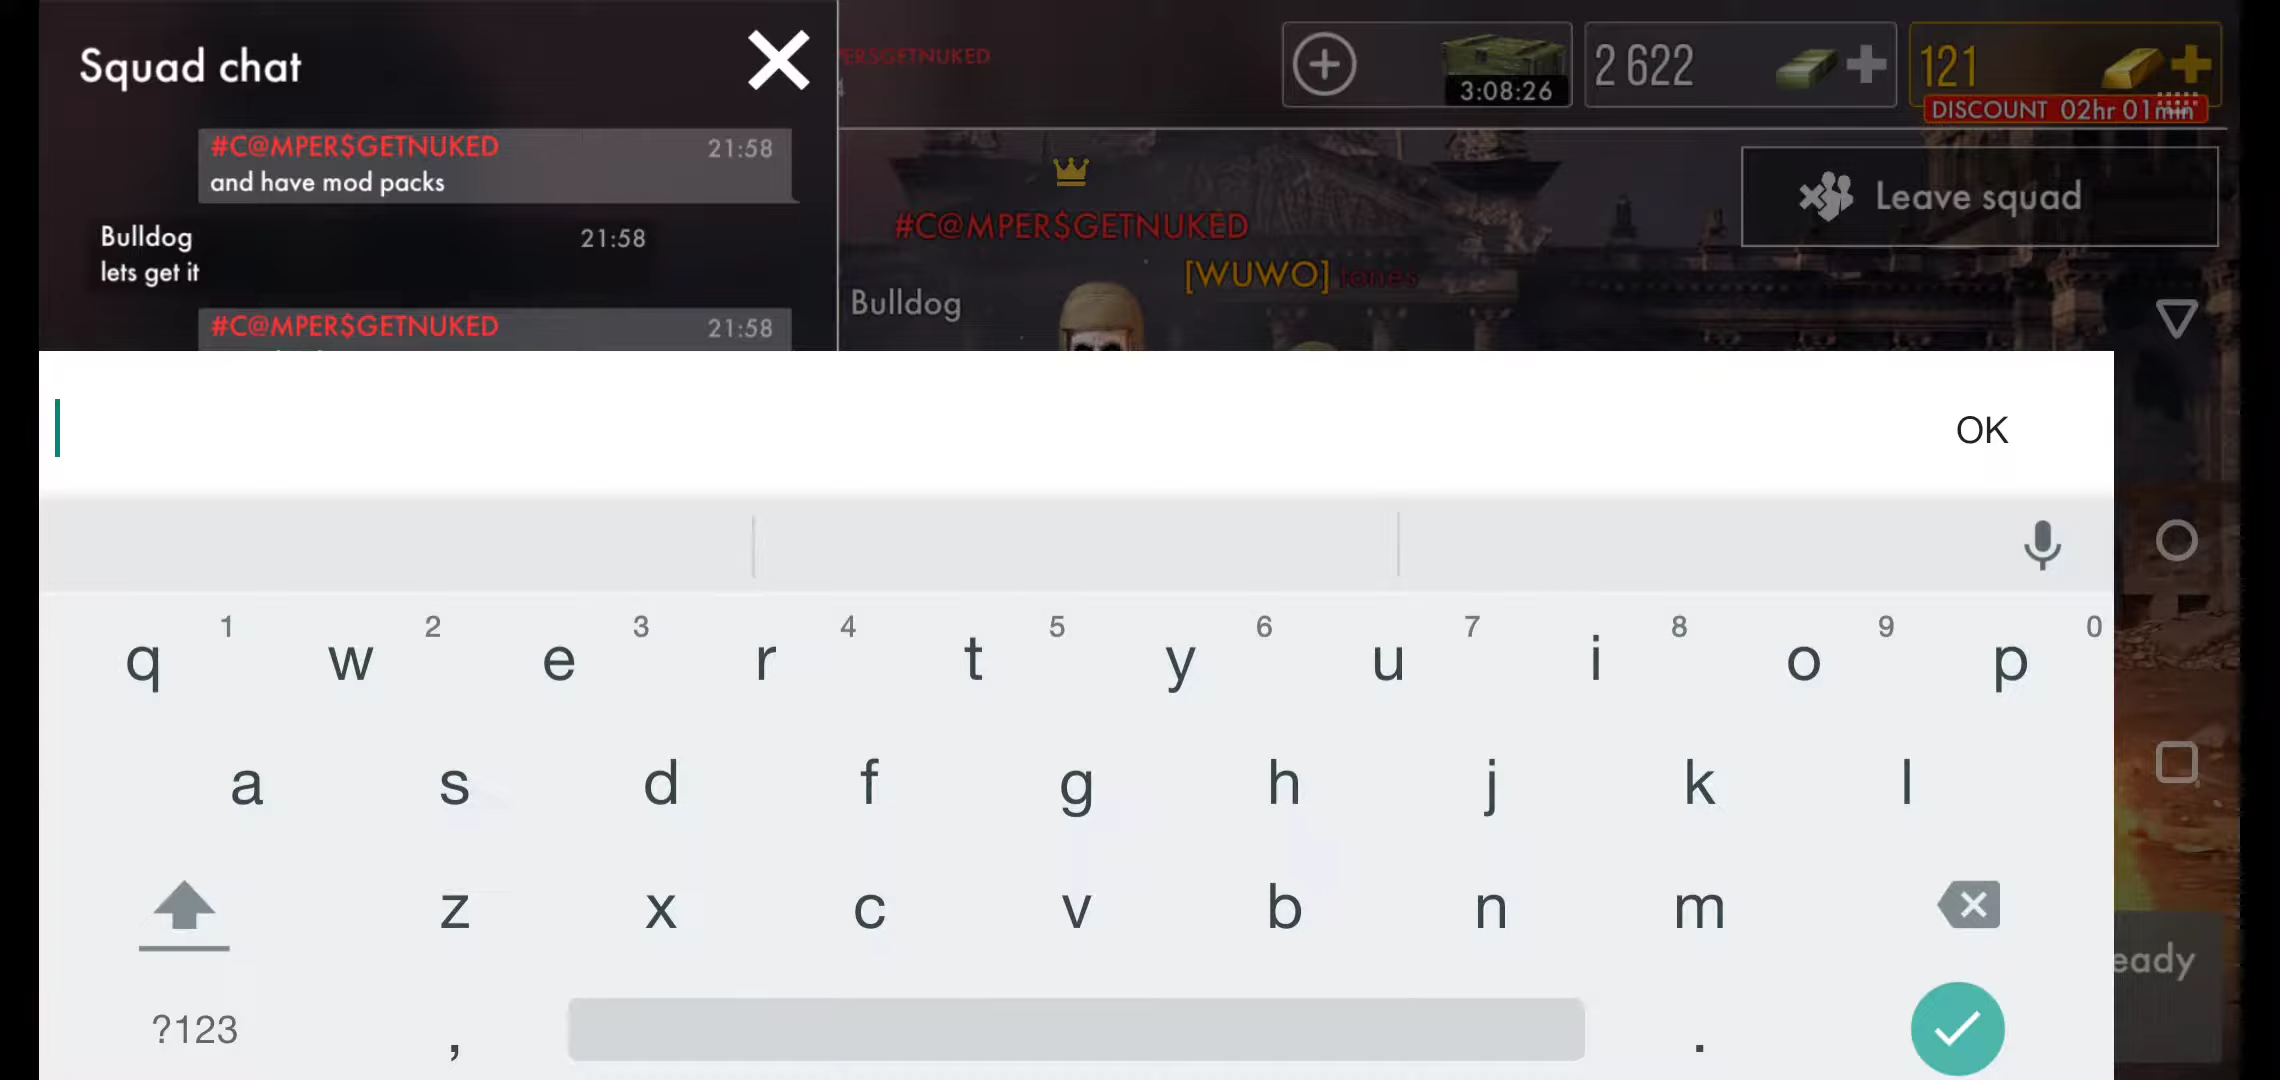 Squad chat
#C@MPER$GETNUKED 21:58
and have mod packs
Bulldog 21:58
lets get it
#C@MPER$GETNUKED 21:58
PERSGETNUKED
3:08:26
2 622
121
DISCOUNT 02hr 01min
#C@MPER$GETNUKED
Leave squad
[WUWO] tones
Bulldog
OK
1 2 3 4 5 6 7 8 9 0
q w e r t y u i o p
a s d f g h j k l
z x c v b n m
eady
?123 , .